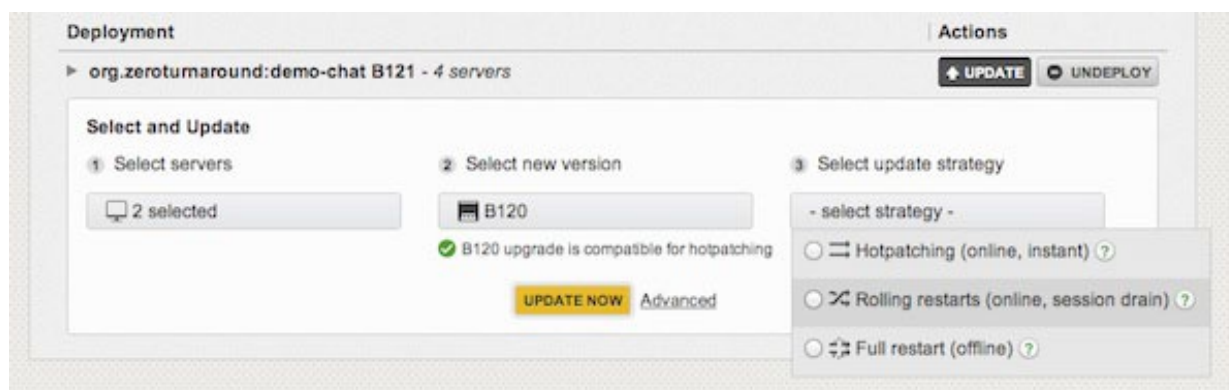 Deployment Actions
org.zeroturnaround:demo-chat B121 - 4 servers UPDATE UNDEPLOY
Select and Update
1 Select servers 2 Select new version 3 Select update strategy
2 selected B120 - select strategy -
B120 upgrade is compatible for hotpatching Hotpatching (online, instant) ?
UPDATE NOW Advanced Rolling restarts (online, session drain) ?
Full restart (offline) ?